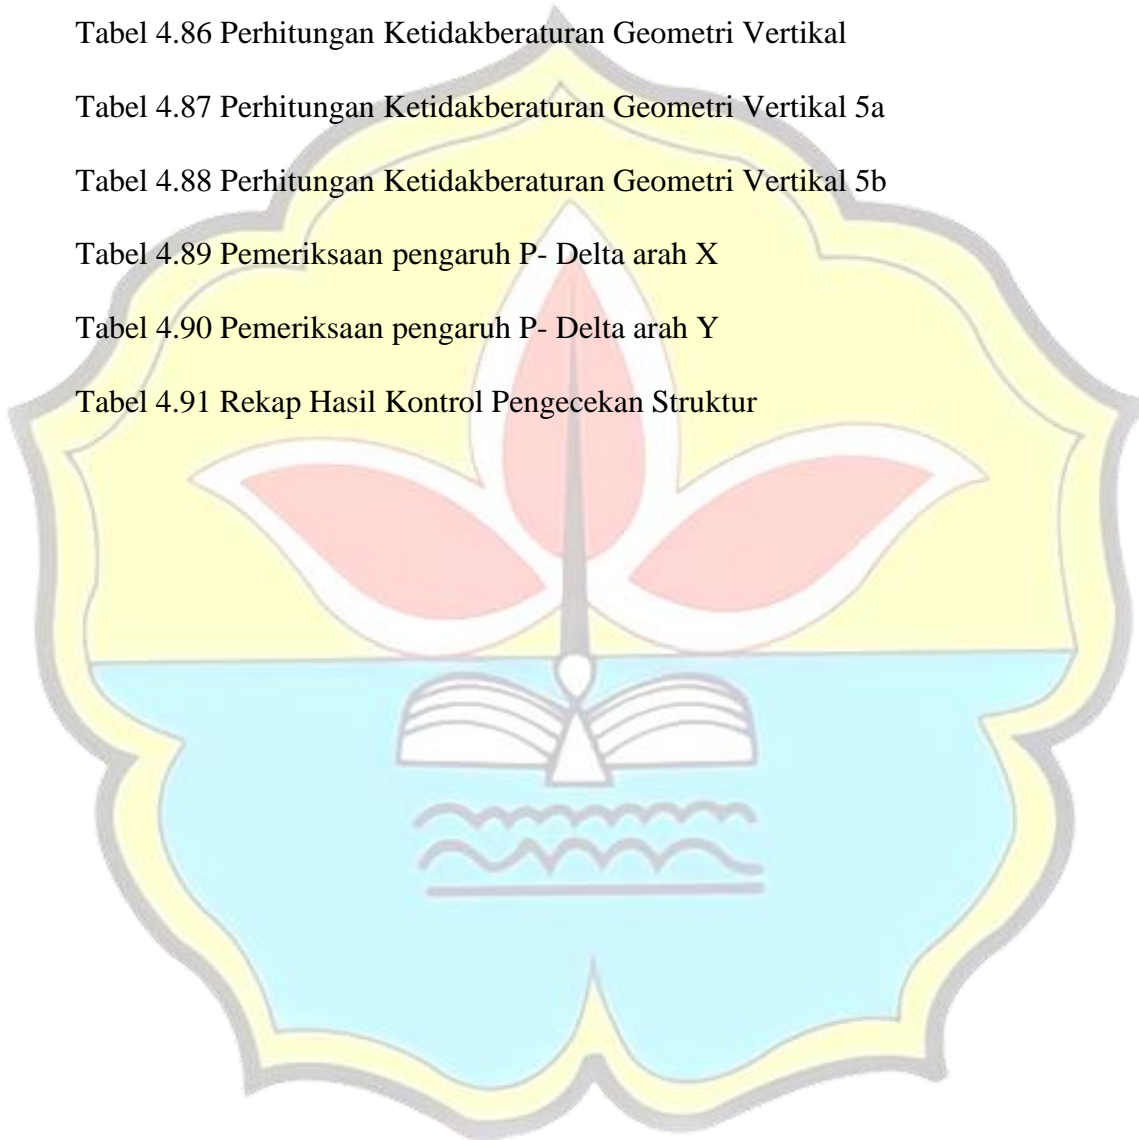 Tabel 4.86 Perhitungan Ketidakberaturan Geometri Vertikal
Tabel 4.87 Perhitungan Ketidakberaturan Geometri Vertikal 5a
Tabel 4.88 Perhitungan Ketidakberaturan Geometri Vertikal 5b
Tabel 4.89 Pemeriksaan pengaruh P- Delta arah X
Tabel 4.90 Pemeriksaan pengaruh P- Delta arah Y
Tabel 4.91 Rekap Hasil Kontrol Pengecekan Struktur